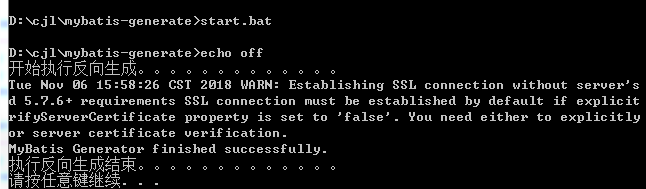 D:\cjl\mybatis-generate>start.bat
D:\cjl\mybatis-generate>echo off
开始执行反向生成。。。。。。。。。。。。。
Tue Nov 06 15:58:26 CST 2018 WARN: Establishing SSL connection without server's
d 5.7.6+ requirements SSL connection must be established by default if explicit
rifyServerCertificate property is set to 'false'. You need either to explicitly
or server certificate verification.
MyBatis Generator finished successfully.
执行反向生成结束。。。。。。。。。。。。。
请按任意键继续. . .